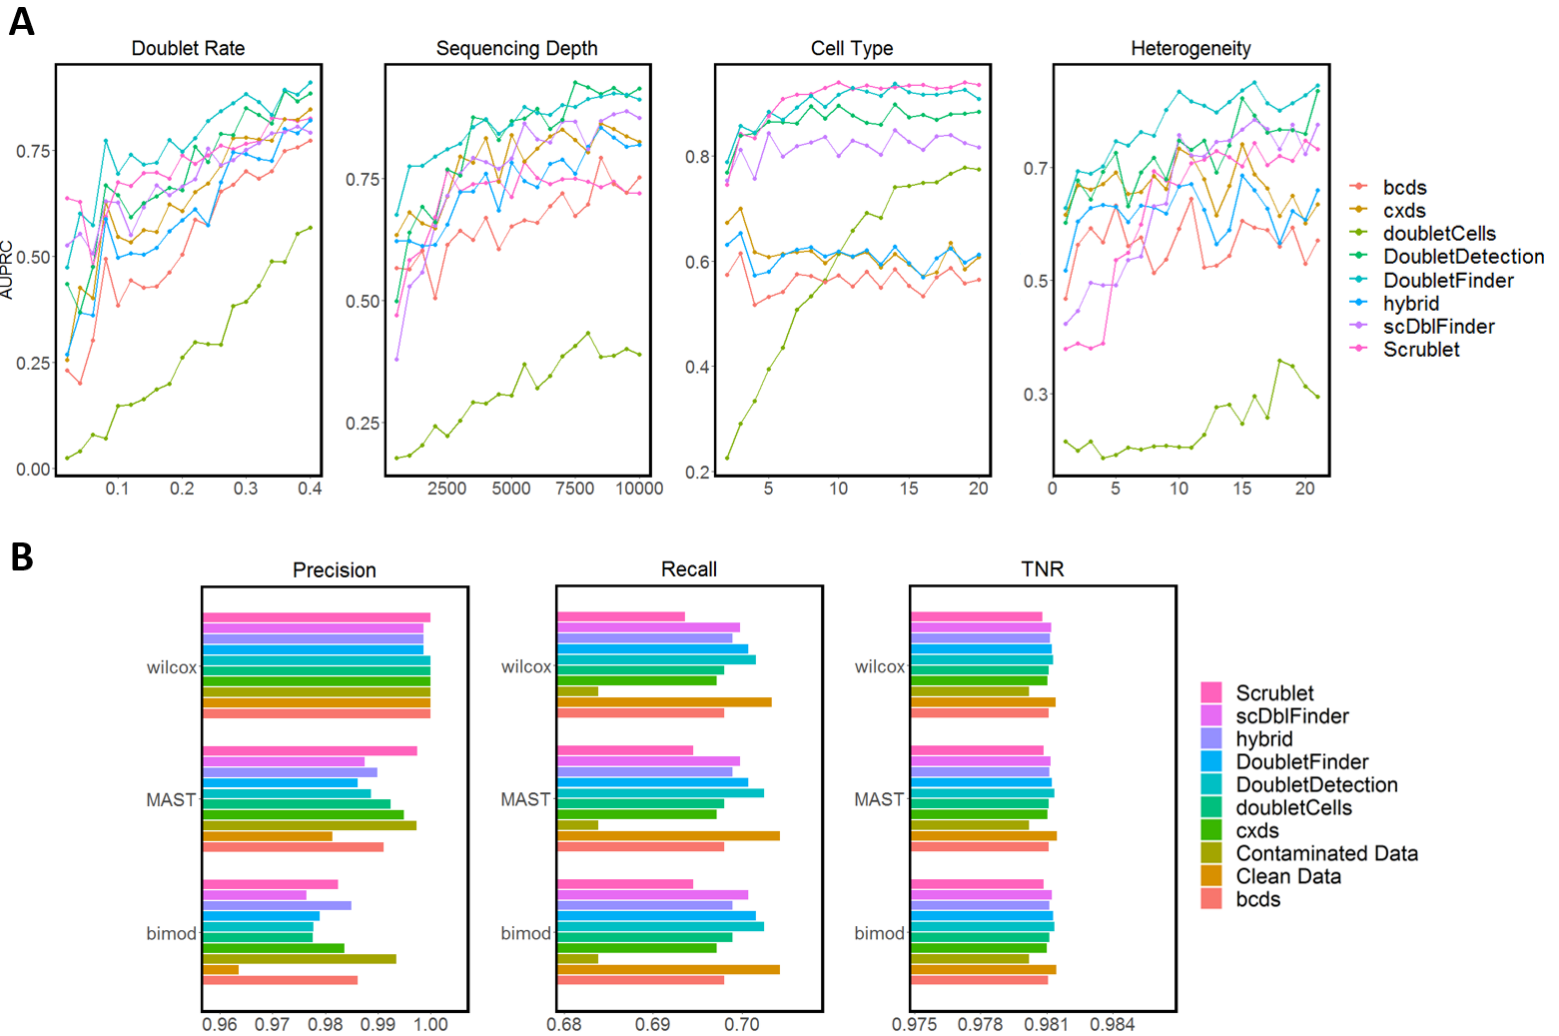 A
Doublet Rate
Sequencing Depth
Cell Type
Heterogeneity
AUPRC
0.75
0.50
0.25
0.00
0.1 0.2 0.3 0.4
0.75
0.50
0.25
2500 5000 7500 10000
0.8
0.6
0.4
0.2
5 10 15 20
0.7
0.5
0.3
0 5 10 15 20
bcds
cxds
doubletCells
DoubletDetection
DoubletFinder
hybrid
scDblFinder
Scrublet
B
Precision
Recall
TNR
wilcox
MAST
bimod
0.96 0.97 0.98 0.99 1.00
wilcox
MAST
bimod
0.68 0.69 0.70
wilcox
MAST
bimod
0.975 0.978 0.981 0.984
Scrublet
scDblFinder
hybrid
DoubletFinder
DoubletDetection
doubletCells
cxds
Contaminated Data
Clean Data
bcds